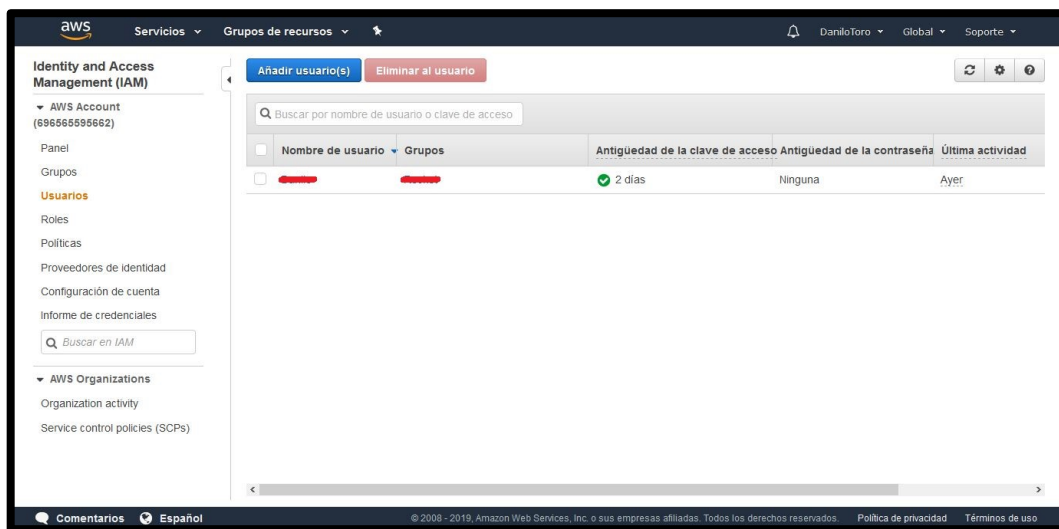 aws Servicios Grupos de recursos DaniloToro Global Soporte
Identity and Access
Management (IAM)
AWS Account
(696565595662)
Panel
Grupos
Usuarios
Roles
Políticas
Proveedores de identidad
Configuración de cuenta
Informe de credenciales
Buscar en IAM
AWS Organizations
Organization activity
Service control policies (SCPs)
Añadir usuario(s) Eliminar al usuario
Buscar por nombre de usuario o clave de acceso
Nombre de usuario Grupos Antigüedad de la clave de acceso Antigüedad de la contraseña Última actividad
2 días Ninguna Ayer
Comentarios Español © 2008 - 2019, Amazon Web Services, Inc. o sus empresas afiliadas. Todos los derechos reservados. Política de privacidad Términos de uso